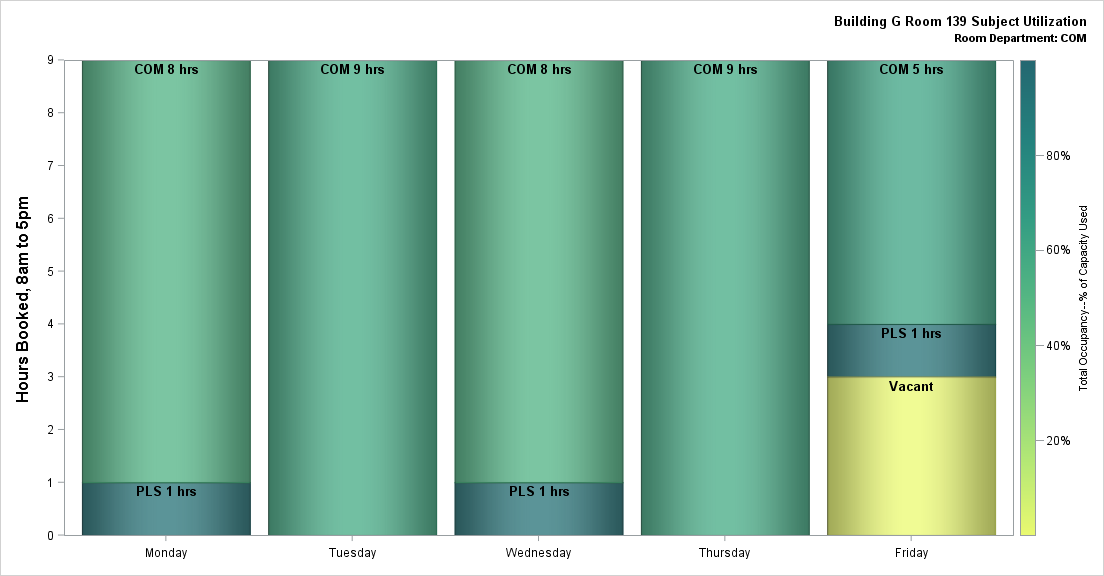 Building G Room 139 Subject Utilization
Room Department: COM
Hours Booked, 8am to 5pm
9
8
7
6
5
4
3
2
1
0
COM 8 hrs
PLS 1 hrs
COM 9 hrs
COM 8 hrs
PLS 1 hrs
COM 9 hrs
COM 5 hrs
PLS 1 hrs
Vacant
Monday
Tuesday
Wednesday
Thursday
Friday
80%
60%
40%
20%
Total Occupancy--% of Capacity Used